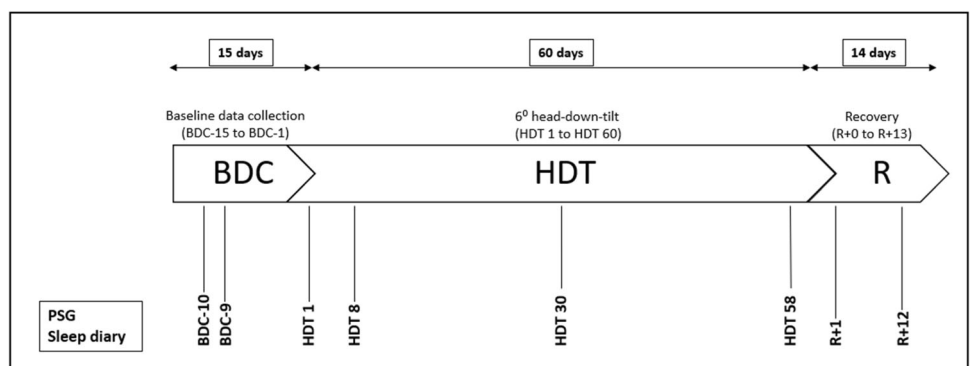 15 days
60 days
14 days
Baseline data collection
(BDC-15 to BDC-1)
6⁰ head-down-tilt
(HDT 1 to HDT 60)
Recovery
(R+0 to R+13)
BDC
HDT
R
PSG
Sleep diary
BDC-10
BDC-9
HDT 1
HDT 8
HDT 30
HDT 58
R+1
R+12